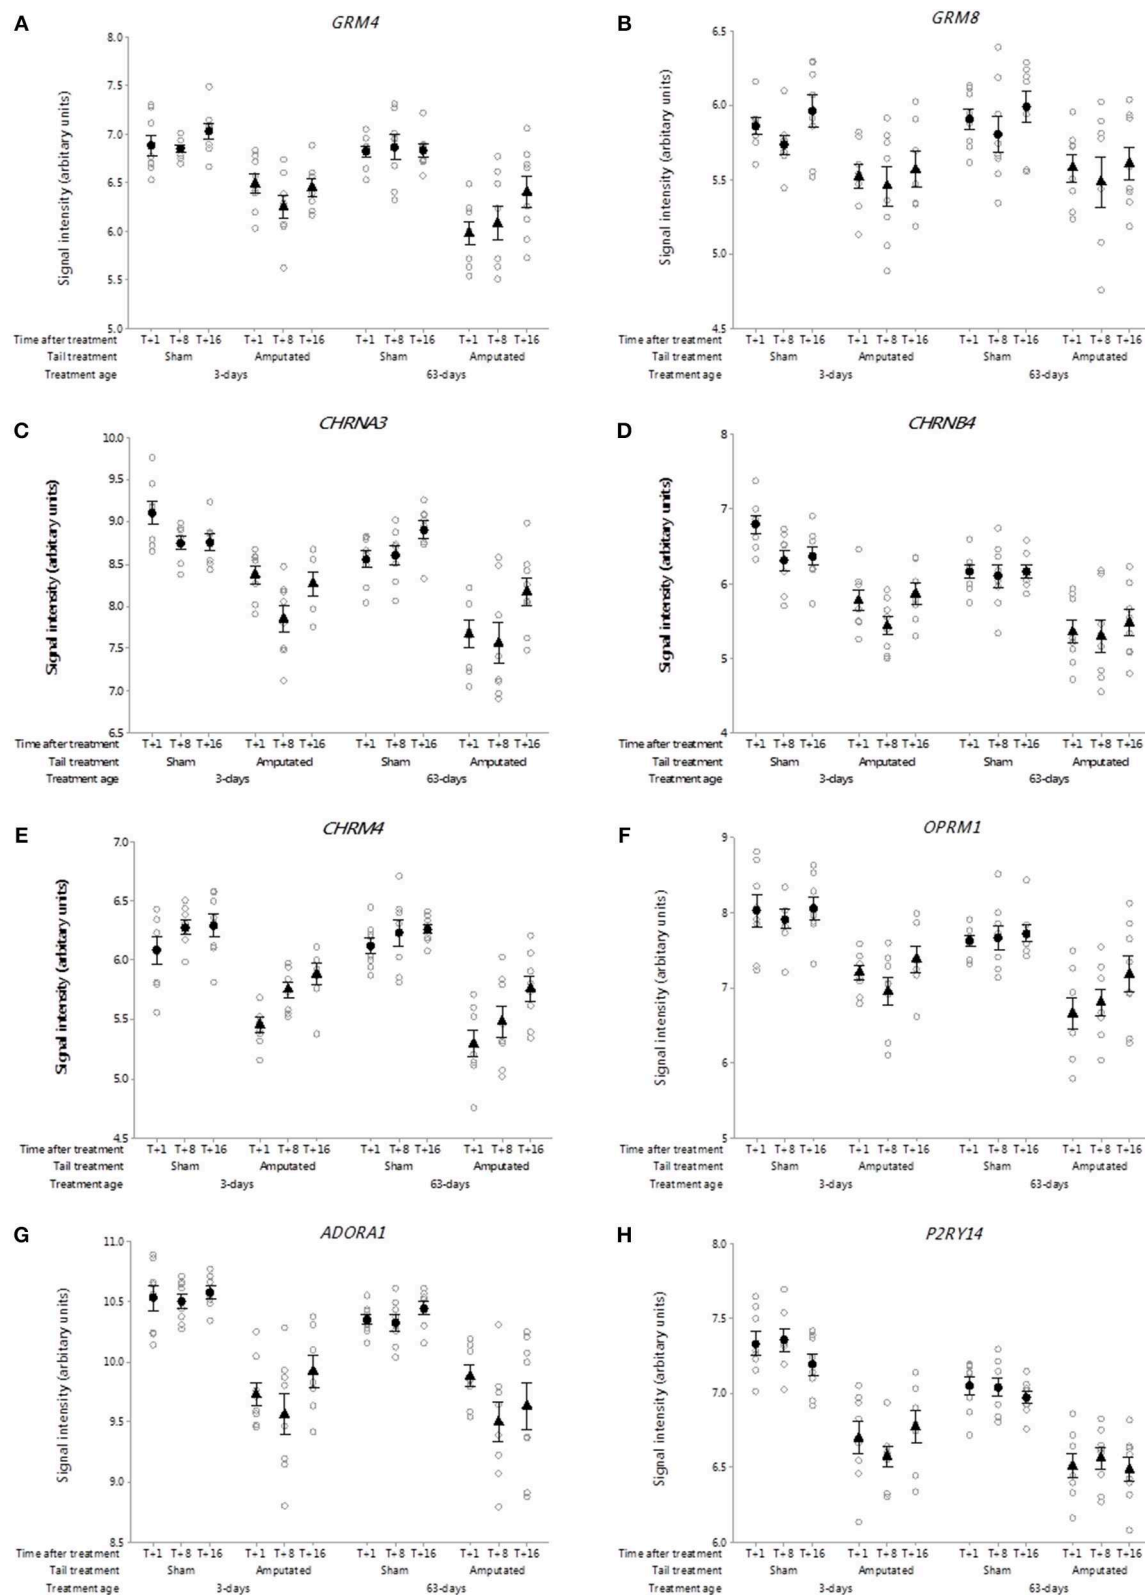 A
GRM4
Signal intensity (arbitary units)
8.0
7.5
7.0
6.5
6.0
5.5
5.0
Time after treatment T+1 T+8 T+16 T+1 T+8 T+16 T+1 T+8 T+16 T+1 T+8 T+16
Tail treatment Sham Amputated Sham Amputated
Treatment age 3-days 63-days
B
GRM8
Signal intensity (arbitary units)
6.5
6.0
5.5
5.0
4.5
Time after treatment T+1 T+8 T+16 T+1 T+8 T+16 T+1 T+8 T+16 T+1 T+8 T+16
Tail treatment Sham Amputated Sham Amputated
Treatment age 3-days 63-days
C
CHRNA3
Signal intensity (arbitary units)
10.0
9.5
9.0
8.5
8.0
7.5
7.0
6.5
Time after treatment T+1 T+8 T+16 T+1 T+8 T+16 T+1 T+8 T+16 T+1 T+8 T+16
Tail treatment Sham Amputated Sham Amputated
Treatment age 3-days 63-days
D
CHRNB4
Signal intensity (arbitary units)
8
7
6
5
4
Time after treatment T+1 T+8 T+16 T+1 T+8 T+16 T+1 T+8 T+16 T+1 T+8 T+16
Tail treatment Sham Amputated Sham Amputated
Treatment age 3-days 63-days
E
CHRM4
Signal intensity (arbitary units)
7.0
6.5
6.0
5.5
5.0
4.5
Time after treatment T+1 T+8 T+16 T+1 T+8 T+16 T+1 T+8 T+16 T+1 T+8 T+16
Tail treatment Sham Amputated Sham Amputated
Treatment age 3-days 63-days
F
OPRM1
Signal intensity (arbitary units)
9
8
7
6
5
Time after treatment T+1 T+8 T+16 T+1 T+8 T+16 T+1 T+8 T+16 T+1 T+8 T+16
Tail treatment Sham Amputated Sham Amputated
Treatment age 3-days 63-days
G
ADORA1
Signal intensity (arbitary units)
11.0
10.5
10.0
9.5
9.0
8.5
Time after treatment T+1 T+8 T+16 T+1 T+8 T+16 T+1 T+8 T+16 T+1 T+8 T+16
Tail treatment Sham Amputated Sham Amputated
Treatment age 3-days 63-days
H
P2RY14
Signal intensity (arbitary units)
8.0
7.5
7.0
6.5
6.0
Time after treatment T+1 T+8 T+16 T+1 T+8 T+16 T+1 T+8 T+16 T+1 T+8 T+16
Tail treatment Sham Amputated Sham Amputated
Treatment age 3-days 63-days